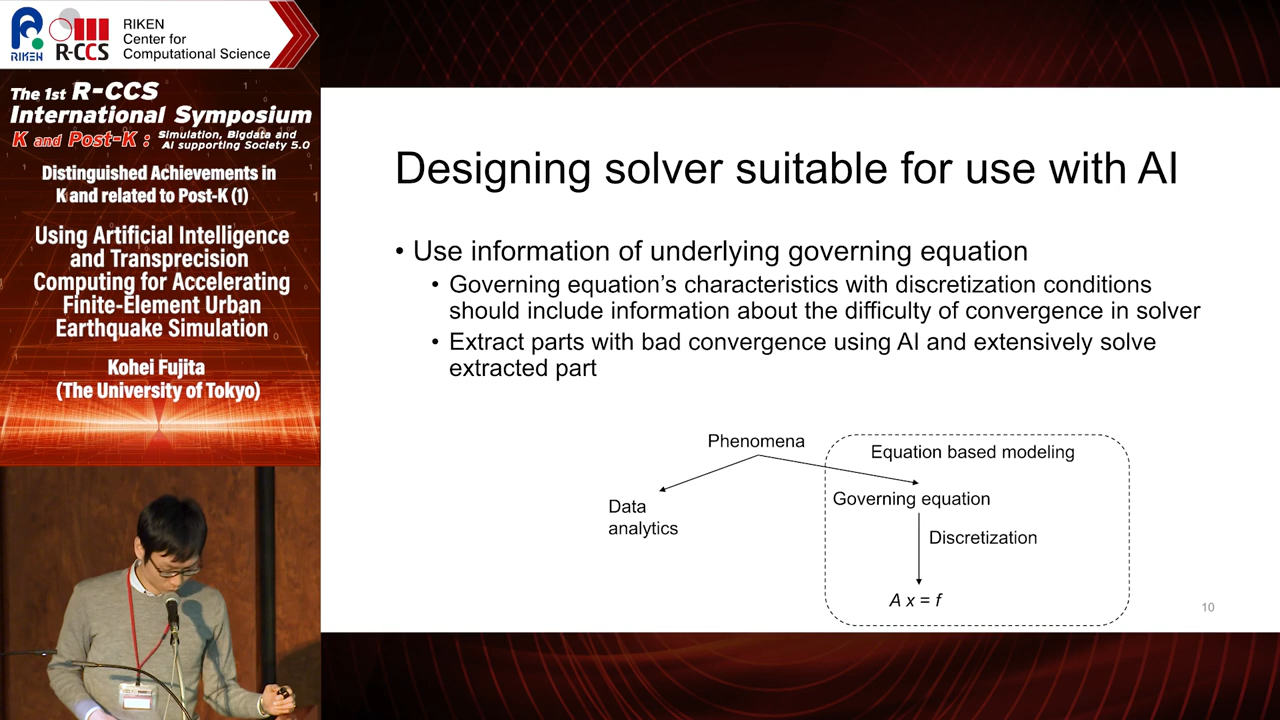 RIKEN
R-CCS
RIKEN
Center for
Computational Science
The 1st R-CCS
International Symposium
K and Post-K : Simulation, Bigdata and
AI supporting Society 5.0
Distinguished Achievements in
K and related to Post-K (1)
Using Artificial Intelligence
and Transprecision
Computing for Accelerating
Finite-Element Urban
Earthquake Simulation
Kohei Fujita
(The University of Tokyo)
Designing solver suitable for use with AI
• Use information of underlying governing equation
• Governing equation's characteristics with discretization conditions
should include information about the difficulty of convergence in solver
• Extract parts with bad convergence using AI and extensively solve
extracted part
Phenomena
Equation based modeling
Data
analytics
Governing equation
Discretization
A x = f
10